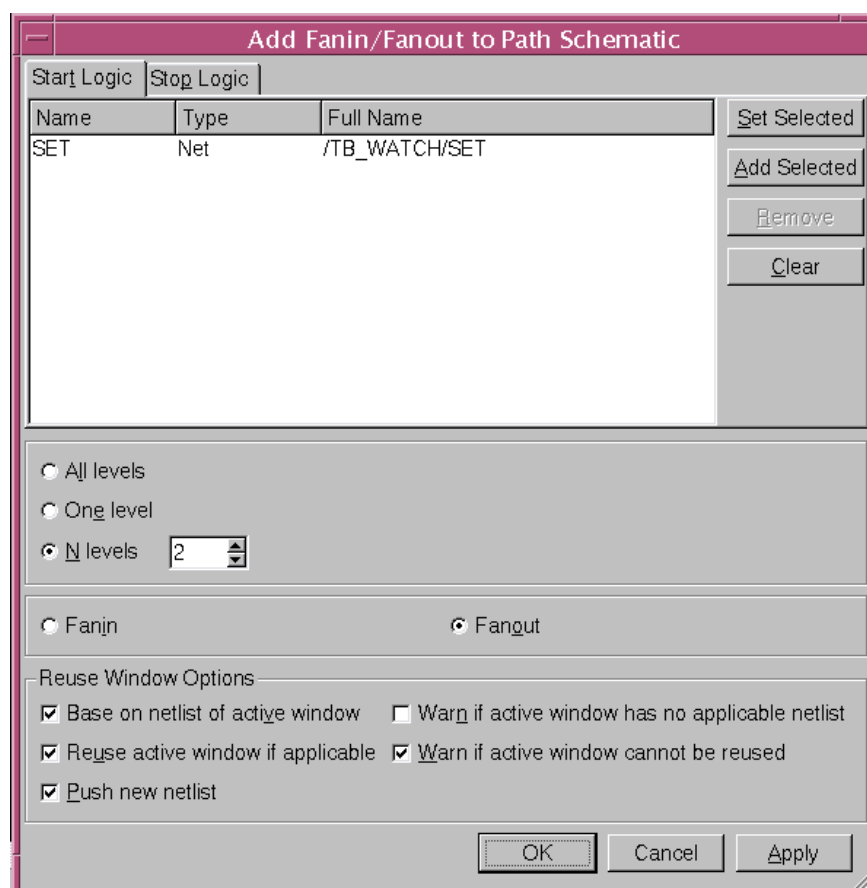 Add Fanin/Fanout to Path Schematic
Start Logic Stop Logic
Name Type Full Name
SET Net /TB_WATCH/SET
Set Selected
Add Selected
Remove
Clear
All levels
One level
N levels 2
Fanin Fanout
Reuse Window Options
Base on netlist of active window Warn if active window has no applicable netlist
Reuse active window if applicable Warn if active window cannot be reused
Push new netlist
OK Cancel Apply